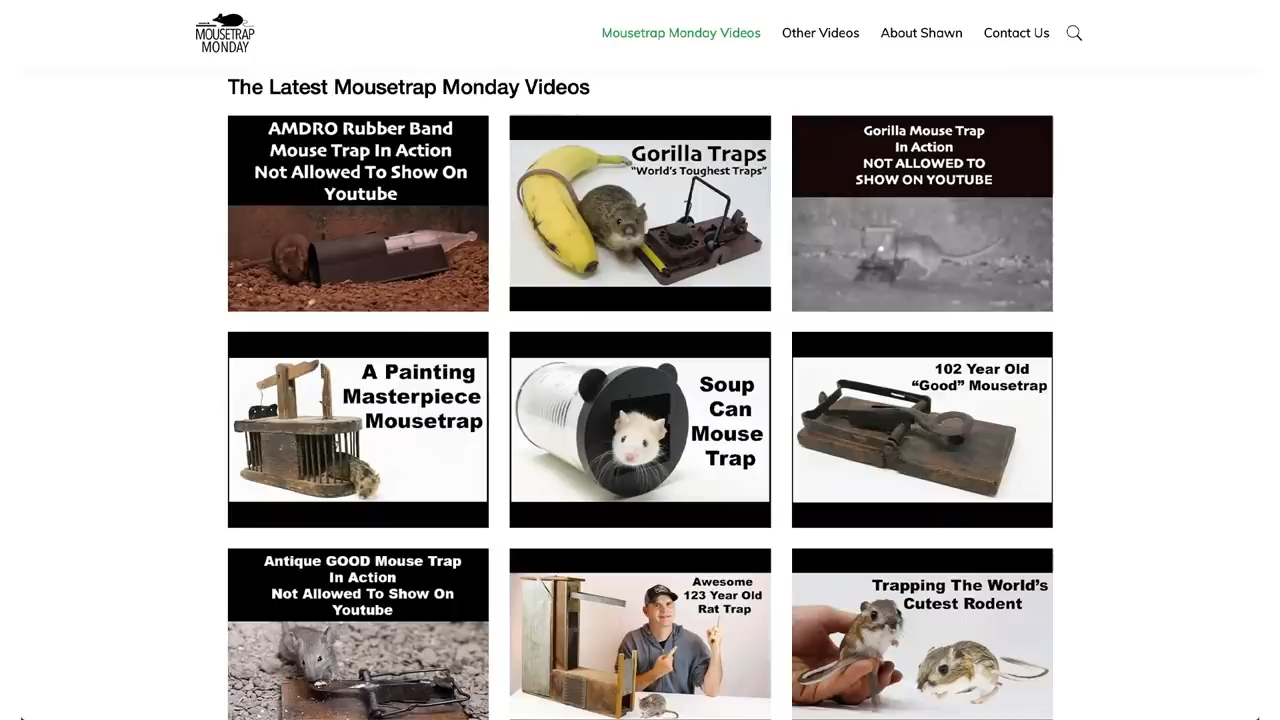 MOUSETRAP
MONDAY
Mousetrap Monday Videos
Other Videos
About Shawn
Contact Us
The Latest Mousetrap Monday Videos
AMDRO Rubber Band
Mouse Trap In Action
Not Allowed To Show On
Youtube
Gorilla Traps
"World's Toughest Traps"
Gorilla Mouse Trap
In Action
NOT ALLOWED TO
SHOW ON YOUTUBE
A Painting
Masterpiece
Mousetrap
Soup
Can
Mouse
Trap
102 Year Old
“Good” Mousetrap
Antique GOOD Mouse Trap
In Action
Not Allowed To Show On
Youtube
Awesome
123 Year Old
Rat Trap
Trapping The World's
Cutest Rodent